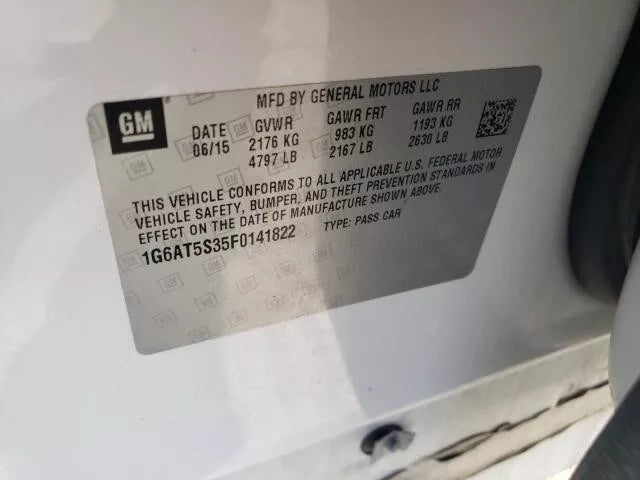 GM
MFD BY GENERAL MOTORS LLC
DATE GVWR GAWR FRT GAWR RR
06/15 2176 KG 983 KG 1193 KG
4797 LB 2167 LB 2630 LB
THIS VEHICLE CONFORMS TO ALL APPLICABLE U.S. FEDERAL MOTOR
VEHICLE SAFETY, BUMPER, AND THEFT PREVENTION STANDARDS IN
EFFECT ON THE DATE OF MANUFACTURE SHOWN ABOVE.
1G6AT5S35F0141822 TYPE: PASS CAR